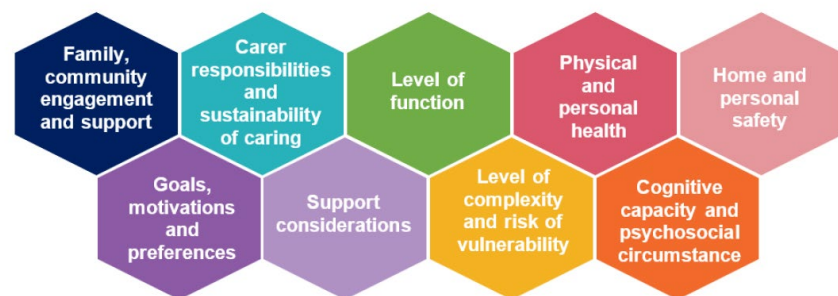 Family,
community
engagement
and support
Carer
responsibilities
and
sustainability
of caring
Level of
function
Physical
and
personal
health
Home and
personal
safety
Goals,
motivations
and
preferences
Support
considerations
Level of
complexity
and risk of
vulnerability
Cognitive
capacity and
psychosocial
circumstance